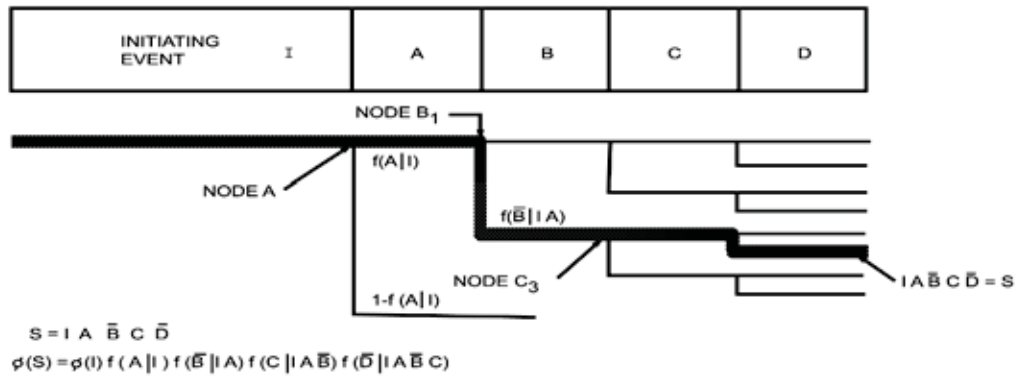 INITIATING
EVENT I A B C D
NODE B₁
f(A|I)
NODE A
f(B̅|I A)
NODE C₃
I A B̅ C D̅ = S
1-f (A|I)
S = I A B̅ C D̅
ϕ(S) = ϕ(I) f ( A | I ) f (B̅ | I A) f (C | I A B̅) f (D̅ | I A B̅ C)